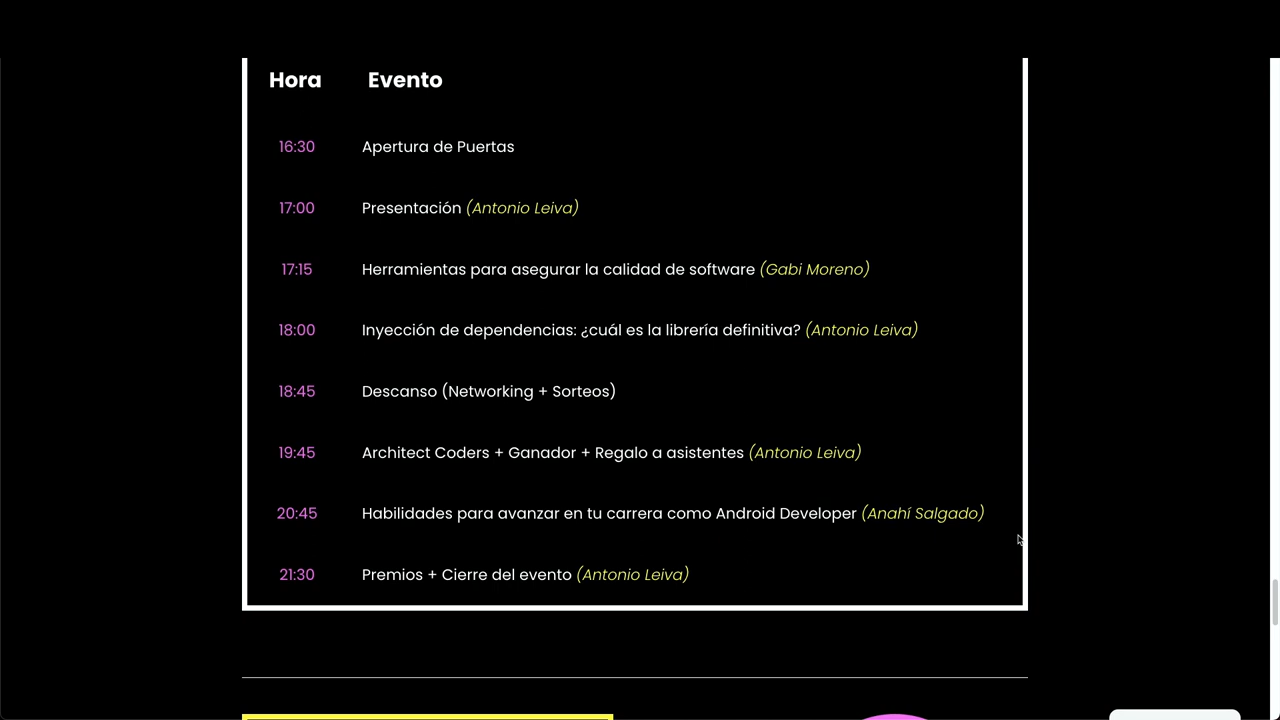 Hora Evento
16:30 Apertura de Puertas
17:00 Presentación (Antonio Leiva)
17:15 Herramientas para asegurar la calidad de software (Gabi Moreno)
18:00 Inyección de dependencias: ¿cuál es la librería definitiva? (Antonio Leiva)
18:45 Descanso (Networking + Sorteos)
19:45 Architect Coders + Ganador + Regalo a asistentes (Antonio Leiva)
20:45 Habilidades para avanzar en tu carrera como Android Developer (Anahí Salgado)
21:30 Premios + Cierre del evento (Antonio Leiva)